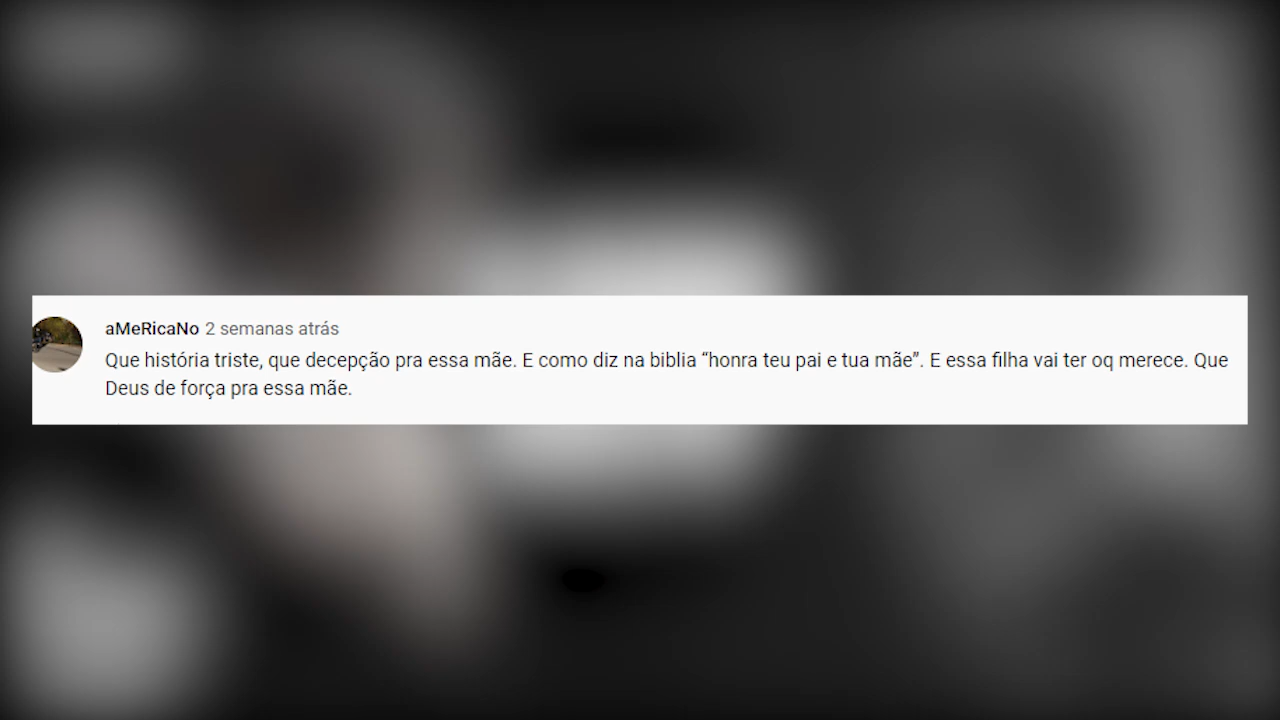 aMeRicaNo 2 semanas atrás
Que história triste, que decepção pra essa mãe. E como diz na biblia “honra teu pai e tua mãe”. E essa filha vai ter oq merece. Que
Deus de força pra essa mãe.